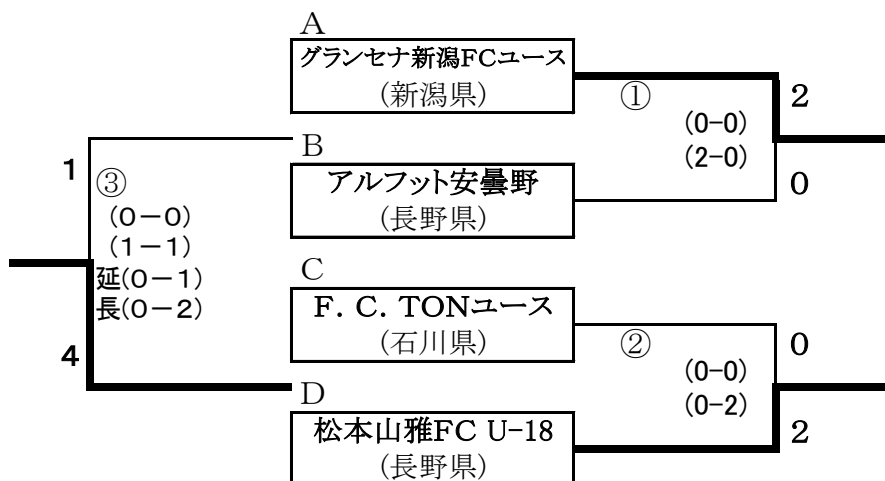 A
グランセナ新潟FCユース
(新潟県)
①
2
(0-0)
(2-0)
0
B
アルフット安曇野
(長野県)
1
③
(0-0)
(1-1)
延(0-1)
長(0-2)
4
C
F. C. TONユース
(石川県)
②
0
(0-0)
(0-2)
2
D
松本山雅FC U-18
(長野県)